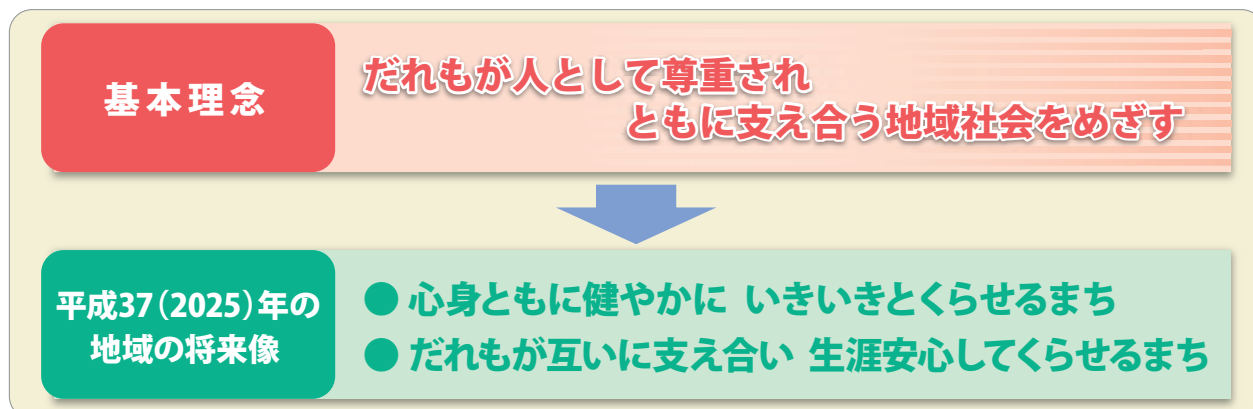 基本理念
だれもが人として尊重され
ともに支え合う地域社会をめざす
平成37(2025)年の
地域の将来像
● 心身ともに健やかに いきいきとくらせるまち
● だれもが互いに支え合い 生涯安心してくらせるまち